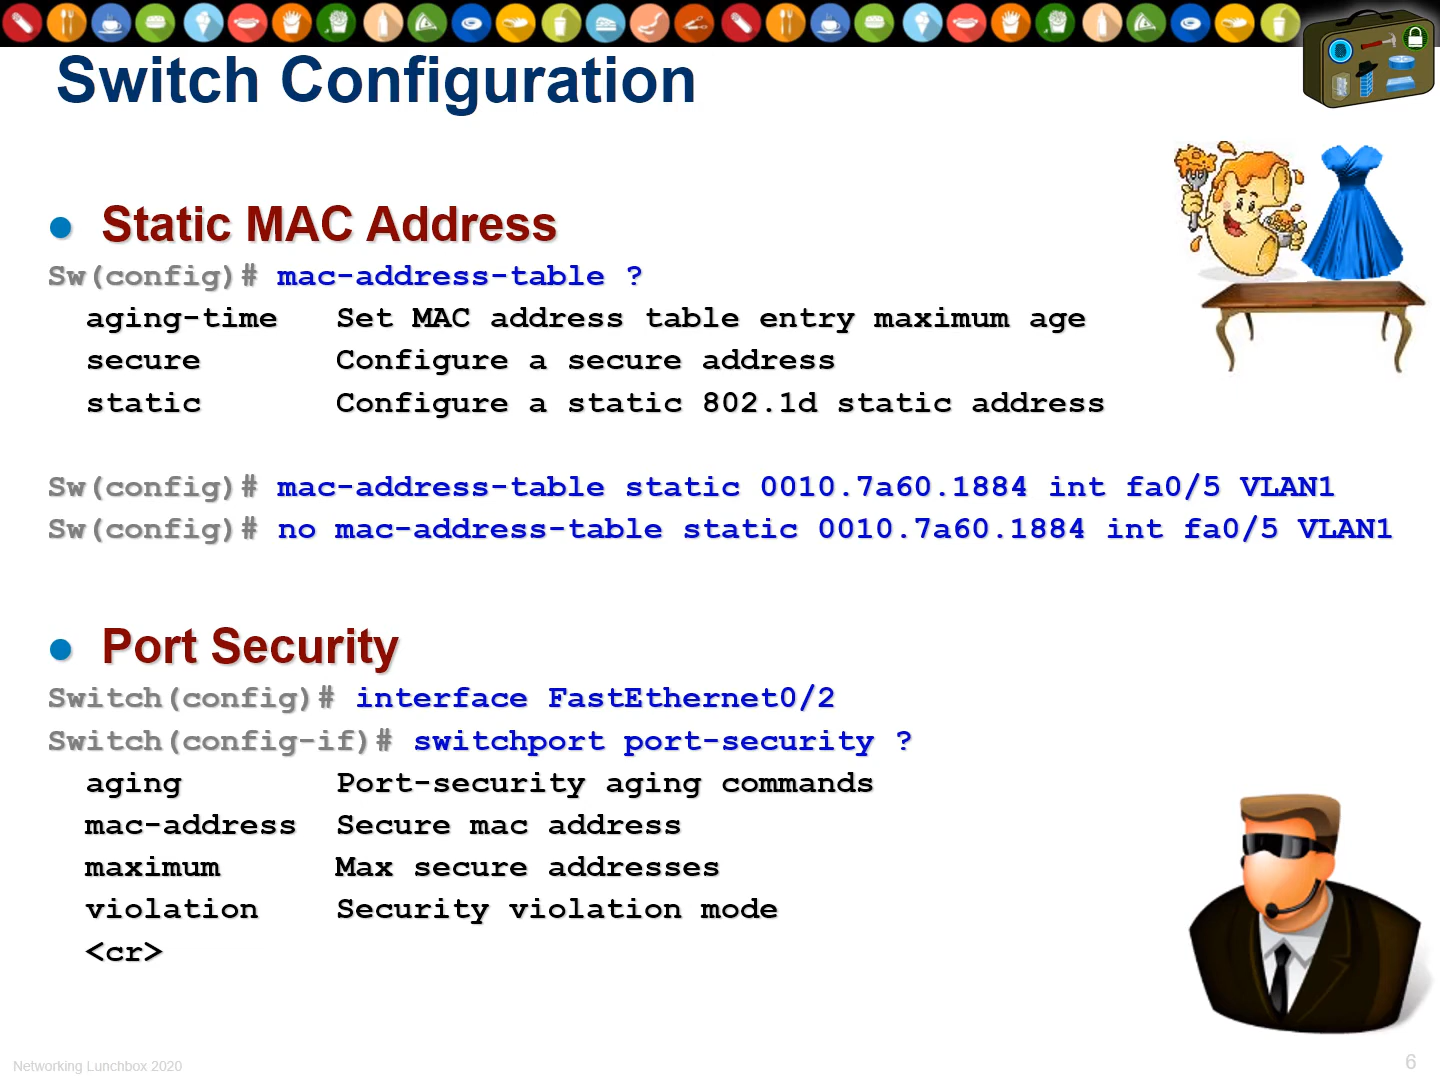 Switch Configuration
Static MAC Address
Sw(config)# mac-address-table ?
aging-time Set MAC address table entry maximum age
secure Configure a secure address
static Configure a static 802.1d static address
Sw(config)# mac-address-table static 0010.7a60.1884 int fa0/5 VLAN1
Sw(config)# no mac-address-table static 0010.7a60.1884 int fa0/5 VLAN1
Port Security
Switch(config)# interface FastEthernet0/2
Switch(config-if)# switchport port-security ?
aging Port-security aging commands
mac-address Secure mac address
maximum Max secure addresses
violation Security violation mode
<cr>
Networking Lunchbox 2020
6